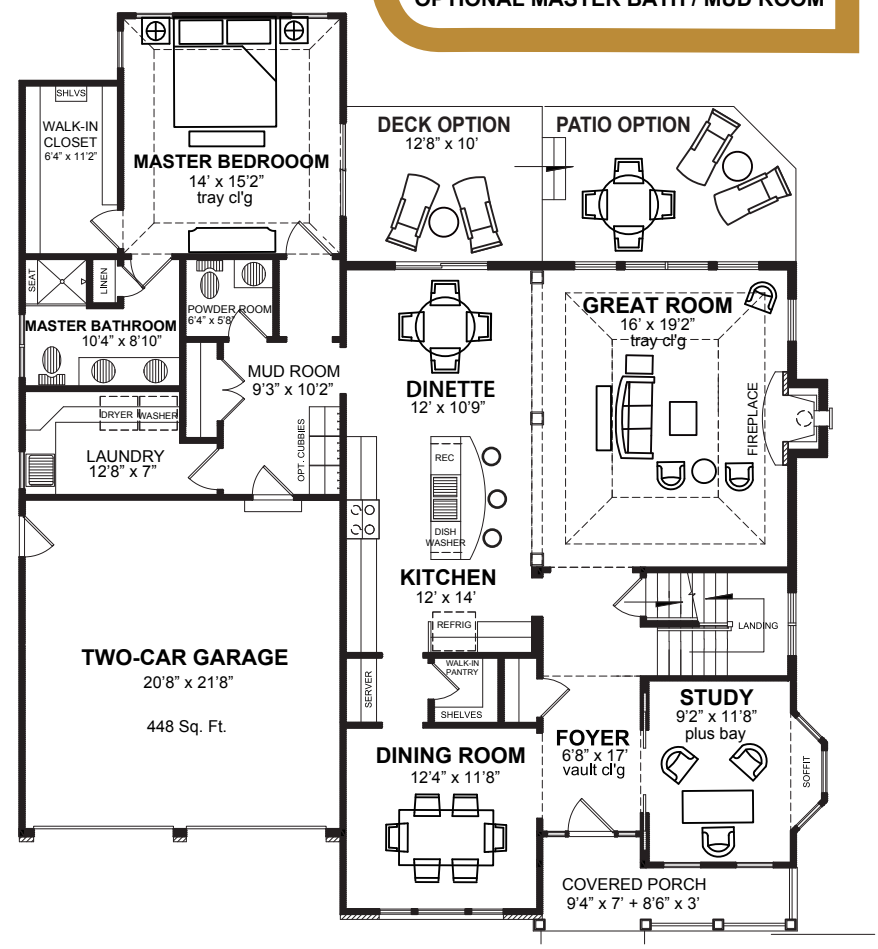 OPTIONAL MASTER BATH / MUD ROOM
SHLVS
WALK-IN
CLOSET
6'4" x 11'2"
MASTER BEDROOOM
14' x 15'2"
tray cl'g
DECK OPTION
12'8" x 10'
PATIO OPTION
SEAT
LINEN
MASTER BATHROOM
10'4" x 8'10"
POWDER ROOM
6'4" x 5'8"
MUD ROOM
9'3" x 10'2"
DINETTE
12' x 10'9"
GREAT ROOM
16' x 19'2"
tray cl'g
FIREPLACE
DRYER
WASHER
LAUNDRY
12'8" x 7"
OPT. CUBBIES
REC
DISH
WASHER
KITCHEN
12' x 14'
REFRIG
LANDING
TWO-CAR GARAGE
20'8" x 21'8"
448 Sq. Ft.
SERVER
WALK-IN
PANTRY
SHELVES
DINING ROOM
12'4" x 11'8"
FOYER
6'8" x 17'
vault cl'g
STUDY
9'2" x 11'8"
plus bay
SOFFIT
COVERED PORCH
9'4" x 7' + 8'6" x 3'